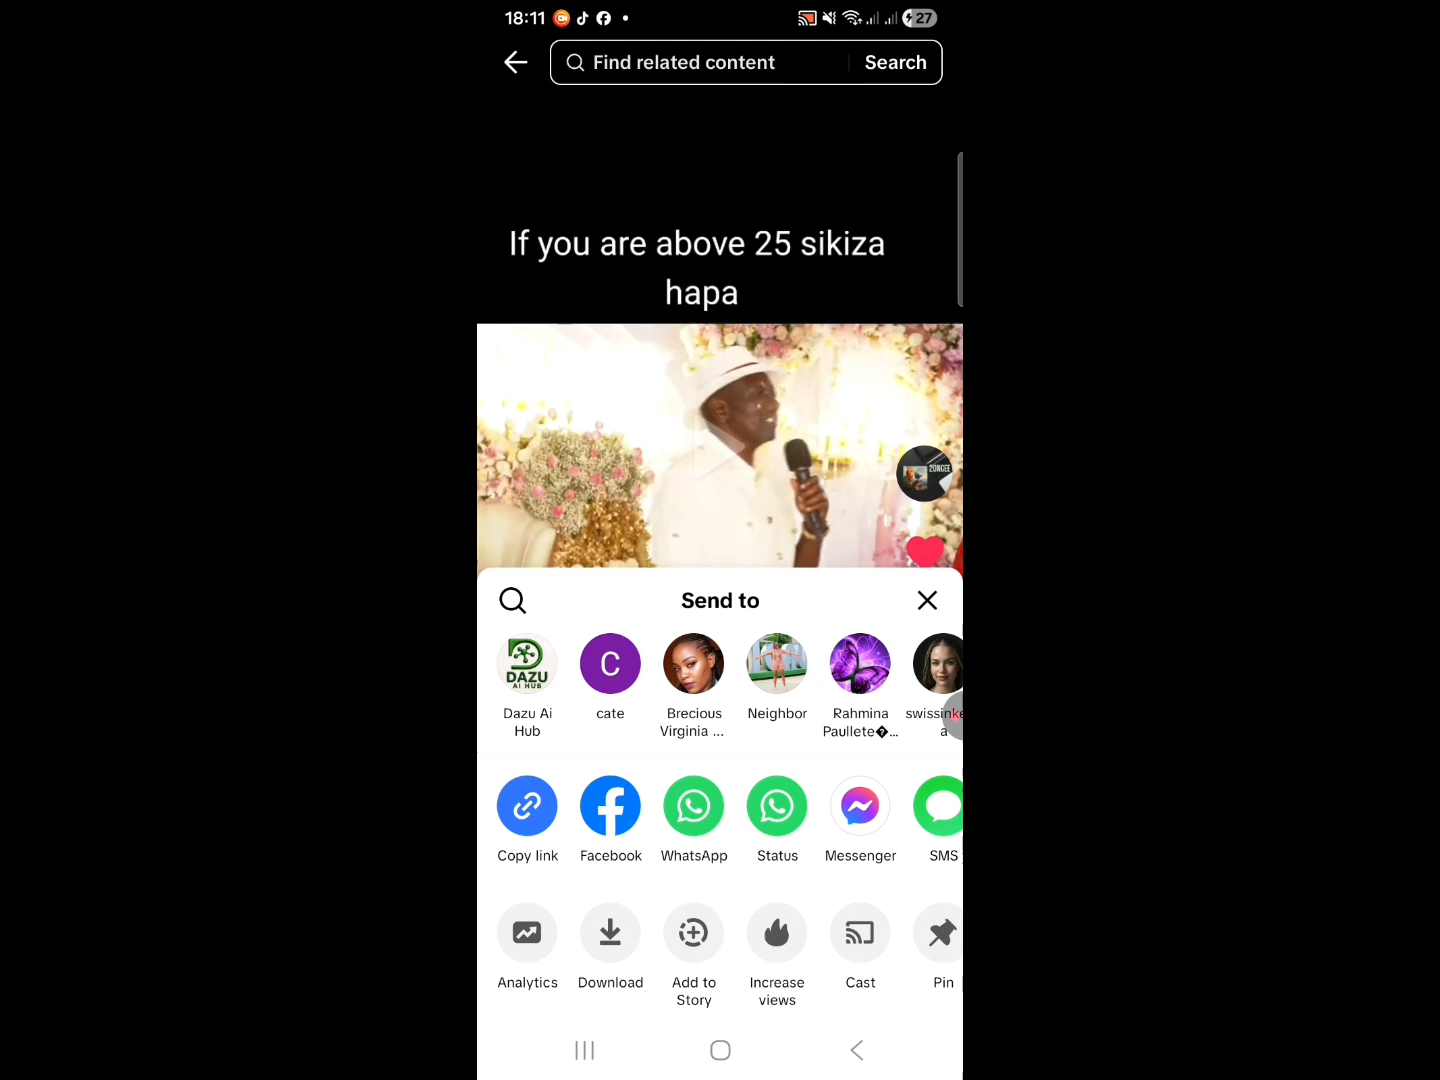 18:11
27
Find related content
Search
If you are above 25 sikiza
hapa
2ONCEE
Send to
DAZU
AI HUB
C
Dazu Ai
Hub
cate
Brecious
Virginia ...
Neighbor
Rahmina
Paullete�...
swissinke
a
Copy link
Facebook
WhatsApp
Status
Messenger
SMS
Analytics
Download
Add to
Story
Increase
views
Cast
Pin